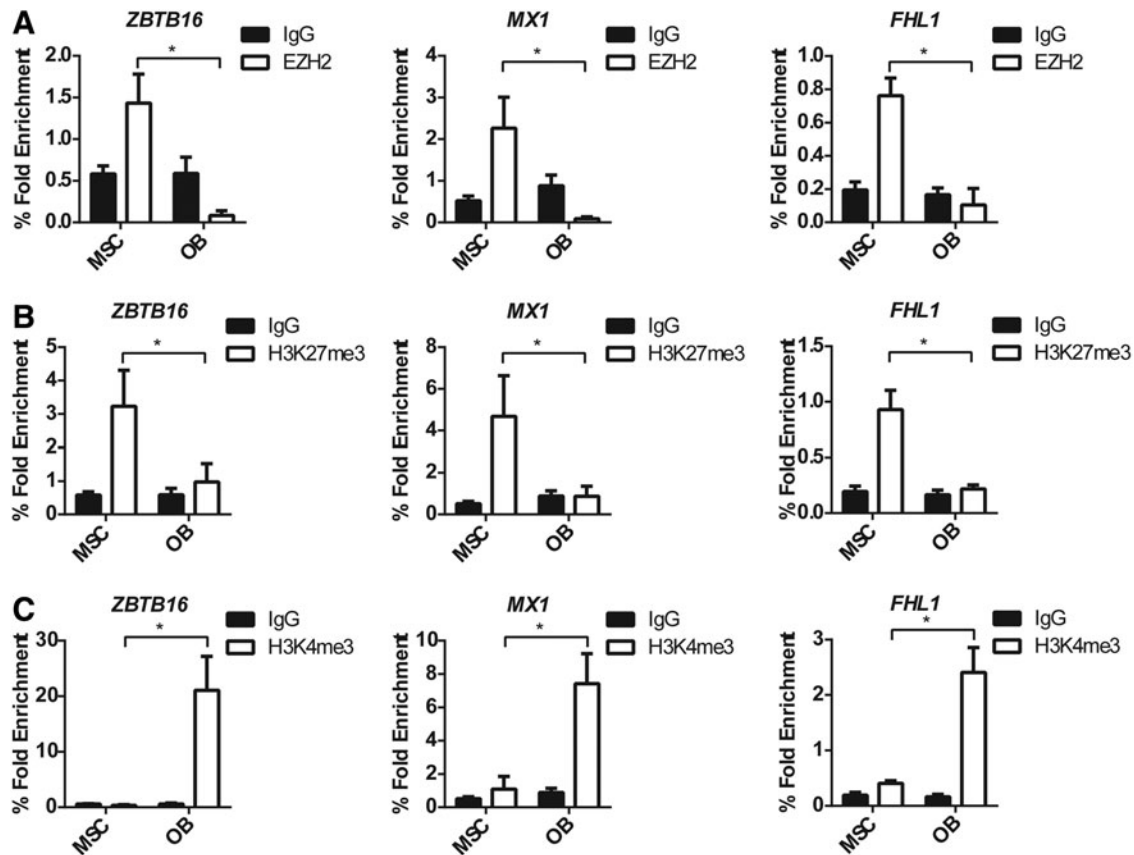 A
ZBTB16
IgG
EZH2
% Fold Enrichment
2.0
1.5
1.0
0.5
0.0
*
MSC
OB
MX1
IgG
EZH2
% Fold Enrichment
4
3
2
1
0
*
MSC
OB
FHL1
IgG
EZH2
% Fold Enrichment
1.0
0.8
0.6
0.4
0.2
0.0
*
MSC
OB
B
ZBTB16
IgG
H3K27me3
% Fold Enrichment
5
4
3
2
1
0
*
MSC
OB
MX1
IgG
H3K27me3
% Fold Enrichment
8
6
4
2
0
*
MSC
OB
FHL1
IgG
H3K27me3
% Fold Enrichment
1.5
1.0
0.5
0.0
*
MSC
OB
C
ZBTB16
IgG
H3K4me3
% Fold Enrichment
30
20
10
0
*
MSC
OB
MX1
IgG
H3K4me3
% Fold Enrichment
10
8
6
4
2
0
*
MSC
OB
FHL1
IgG
H3K4me3
% Fold Enrichment
3
2
1
0
*
MSC
OB